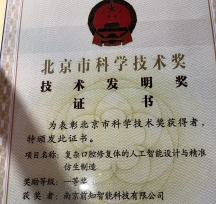 北京市科学技术奖
技术发明奖
证书
为表彰北京市科学技术奖获得者,
特颁发此证书。
项目名称:复杂口腔修复体的人工智能设计与精准
仿生制造
奖励等级:一等奖
获奖者:南京前知智能科技有限公司